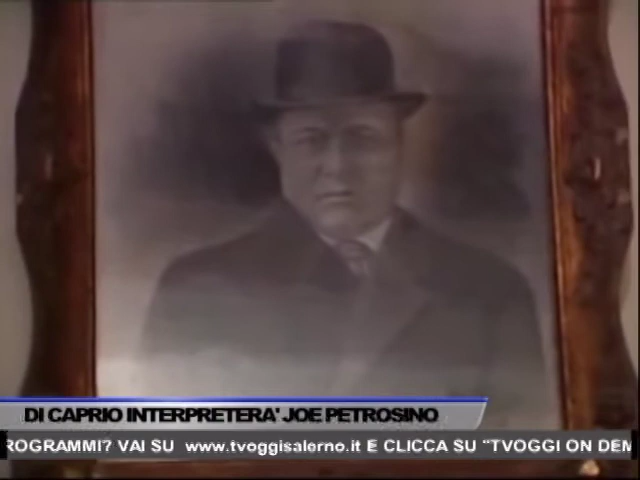 DI CAPRIO INTERPRETERA' JOE PETROSINO
ROGRAMMI? VAI SU www.tvoggisalerno.it E CLICCA SU "TVOGGI ON DEM